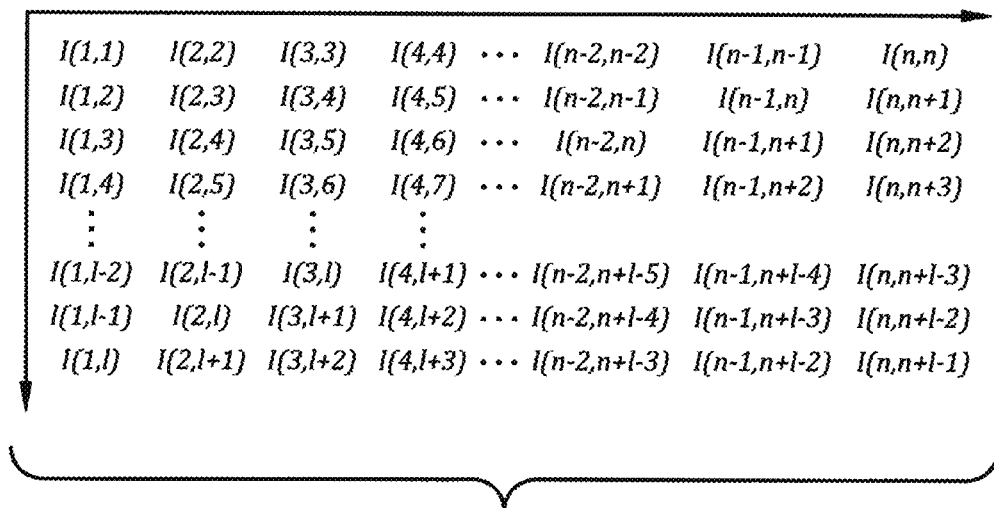 I(1,1) I(2,2) I(3,3) I(4,4) ··· I(n-2,n-2) I(n-1,n-1) I(n,n)
I(1,2) I(2,3) I(3,4) I(4,5) ··· I(n-2,n-1) I(n-1,n) I(n,n+1)
I(1,3) I(2,4) I(3,5) I(4,6) ··· I(n-2,n) I(n-1,n+1) I(n,n+2)
I(1,4) I(2,5) I(3,6) I(4,7) ··· I(n-2,n+1) I(n-1,n+2) I(n,n+3)
⋮ ⋮ ⋮ ⋮
I(1,l-2) I(2,l-1) I(3,l) I(4,l+1) ··· I(n-2,n+l-5) I(n-1,n+l-4) I(n,n+l-3)
I(1,l-1) I(2,l) I(3,l+1) I(4,l+2) ··· I(n-2,n+l-4) I(n-1,n+l-3) I(n,n+l-2)
I(1,l) I(2,l+1) I(3,l+2) I(4,l+3) ··· I(n-2,n+l-3) I(n-1,n+l-2) I(n,n+l-1)